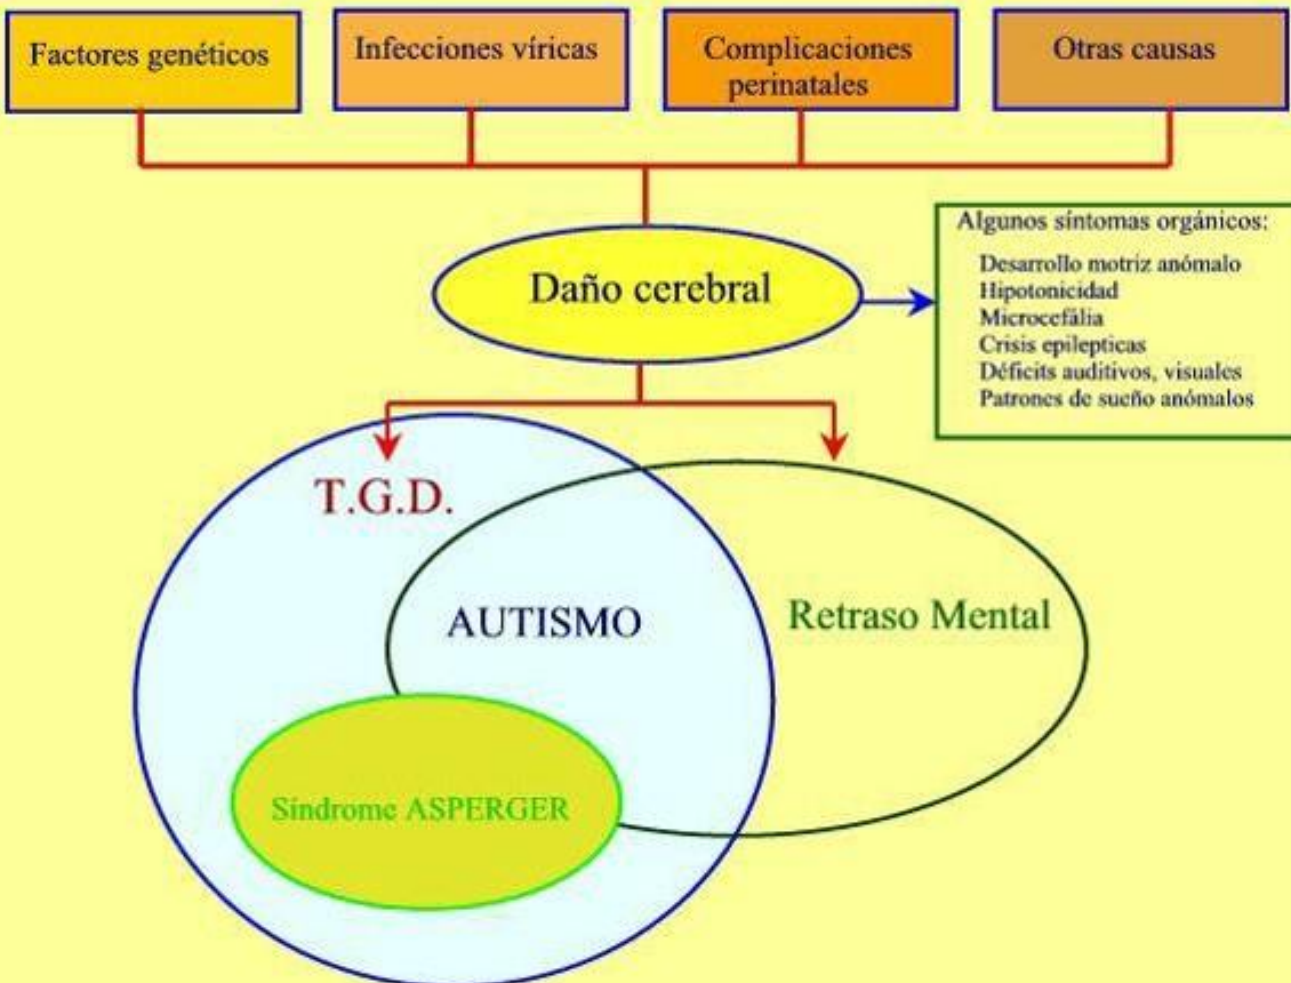 Factores genéticos
Infecciones víricas
Complicaciones
perinatales
Otras causas
Daño cerebral
Algunos síntomas orgánicos:
Desarrollo motriz anómalo
Hipotonicidad
Microcefália
Crisis epilepticas
Déficits auditivos, visuales
Patrones de sueño anómalos
T.G.D.
AUTISMO
Retraso Mental
Síndrome ASPERGER